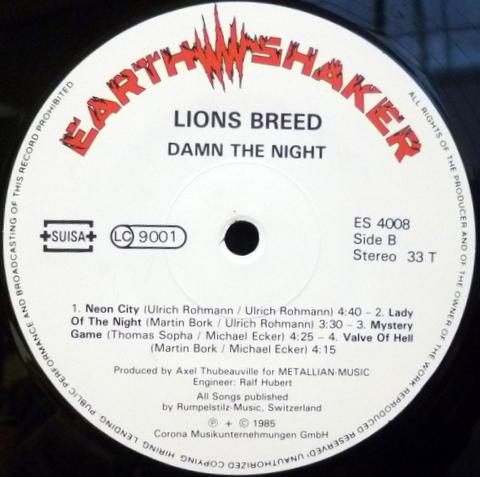 EARTHSHAKER
LIONS BREED
DAMN THE NIGHT
SUISA
LC 9001
ES 4008
Side B
Stereo 33 T
1. Neon City (Ulrich Rohmann / Ulrich Rohmann) 4:40 – 2. Lady
Of The Night (Martin Bork / Ulrich Rohmann) 3:30 – 3. Mystery
Game (Thomas Sopha / Michael Ecker) 4:25 – 4. Valve Of Hell
(Martin Bork / Michael Ecker) 4:15
Produced by Axel Thubeauville for METALLIAN-MUSIC
Engineer: Ralf Hubert
All Songs published
by Rumpelstilz-Music, Switzerland
℗ + © 1985
Corona Musikunternehmungen GmbH
ALL RIGHTS OF THE PRODUCER AND OF THE OWNER OF THE WORK REPRODUCED RESERVED' UNAUTHORIZED COPYING, HIRING, LENDING, PUBLIC PERFORMANCE AND BROADCASTING OF THIS RECORD PROHIBITED